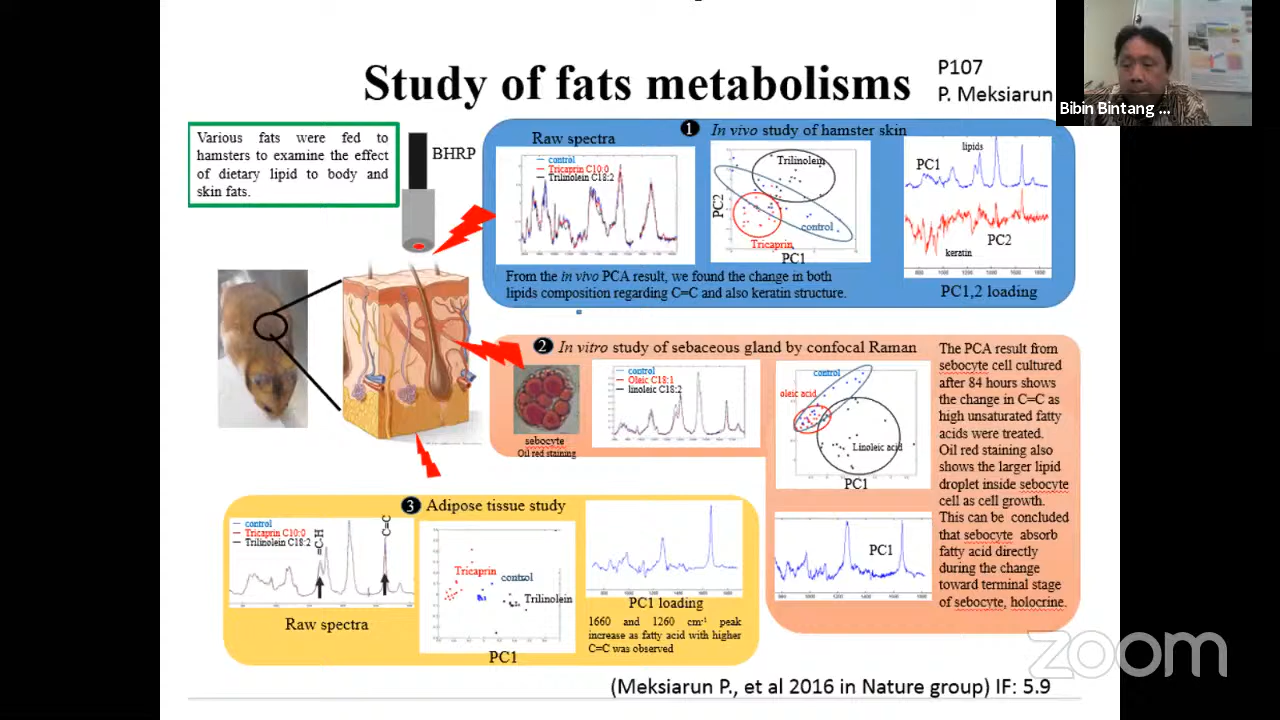 Study of fats metabolisms
P107
P. Meksiarun
Bibin Bintang ...
Various fats were fed to
hamsters to examine the effect
of dietary lipid to body and
skin fats.
BHRP
1 In vivo study of hamster skin
Raw spectra
control
Tricaprin C10:0
Trilinolein C18:2
Trilinolein
control
Tricaprin
PC2
PC1
lipids
PC1
PC2
keratin
800 1000 1200 1400 1600 1800
PC1,2 loading
From the in vivo PCA result, we found the change in both
lipids composition regarding C=C and also keratin structure.
2 In vitro study of sebaceous gland by confocal Raman
sebocyte
Oil red staining
control
Oleic C18:1
linoleic C18:2
control
oleic acid
Linoleic acid
PC1
PC1
The PCA result from
sebocyte cell cultured
after 84 hours shows
the change in C=C as
high unsaturated fatty
acids were treated.
Oil red staining also
shows the larger lipid
droplet inside sebocyte
cell as cell growth.
This can be concluded
that sebocyte absorb
fatty acid directly
during the change
toward terminal stage
of sebocyte, holocrine.
3 Adipose tissue study
control
Tricaprin C10:0
Trilinolein C18:2
=C-H
C=C
Raw spectra
Tricaprin
control
Trilinolein
PC1
PC1 loading
1660 and 1260 cm-1 peak
increase as fatty acid with higher
C=C was observed
(Meksiarun P., et al 2016 in Nature group) IF: 5.9
zoom